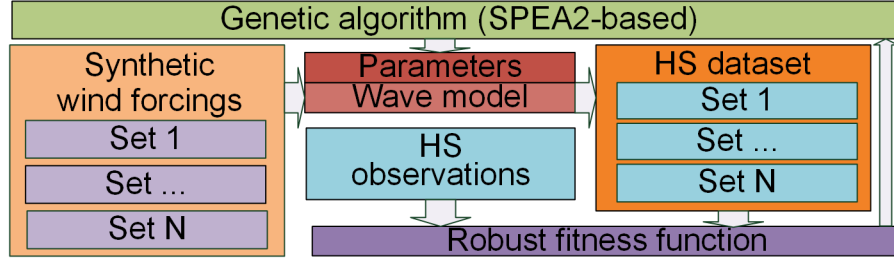 Genetic algorithm (SPEA2-based)
Synthetic
wind forcings
Set 1
Set ...
Set N
Parameters
Wave model
HS
observations
HS dataset
Set 1
Set ...
Set N
Robust fitness function